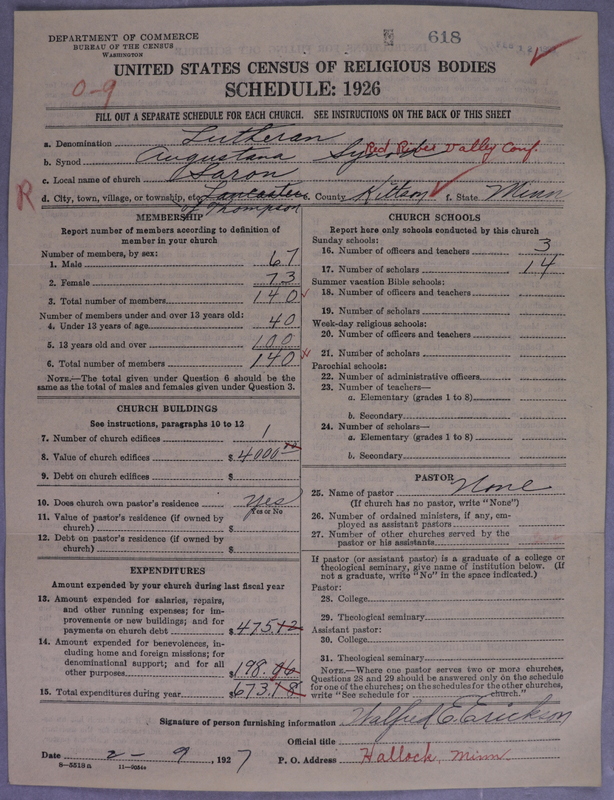 DEPARTMENT OF COMMERCE
BUREAU OF THE CENSUS
WASHINGTON
618
UNITED STATES CENSUS OF RELIGIOUS BODIES
SCHEDULE: 1926
0-9
FILL OUT A SEPARATE SCHEDULE FOR EACH CHURCH. SEE INSTRUCTIONS ON THE BACK OF THIS SHEET
a. Denomination Lutheran
b. Synod Augustana Synod Red River Valley Conf.
c. Local name of church Saron
R d. City, town, village, or township, etc. Lancaster e. County Kittson f. State Minn
Thompson
MEMBERSHIP
Report number of members according to definition of
member in your church
Number of members, by sex:
1. Male 67
2. Female 73
3. Total number of members 140
Number of members under and over 13 years old:
4. Under 13 years of age 40
5. 13 years old and over 100
6. Total number of members 140
NOTE.—The total given under Question 6 should be the
same as the total of males and females given under Question 3.
CHURCH BUILDINGS
See instructions, paragraphs 10 to 12
7. Number of church edifices 1
8. Value of church edifices $ 4000
9. Debt on church edifices $
10. Does church own pastor's residence yes
Yes or No
11. Value of pastor's residence (if owned by
church) $
12. Debt on pastor's residence (if owned by
church) $
EXPENDITURES
Amount expended by your church during last fiscal year
13. Amount expended for salaries, repairs,
and other running expenses; for im-
provements or new buildings; and for
payments on church debt $ 475.12
14. Amount expended for benevolences,
including home and foreign missions; for
denominational support; and for all
other purposes $ 198.06
15. Total expenditures during year $ 673.18
CHURCH SCHOOLS
Report here only schools conducted by this church
Sunday schools:
16. Number of officers and teachers 3
17. Number of scholars 14
Summer vacation Bible schools:
18. Number of officers and teachers
19. Number of scholars
Week-day religious schools:
20. Number of officers and teachers
21. Number of scholars
Parochial schools:
22. Number of administrative officers
23. Number of teachers—
a. Elementary (grades 1 to 8)
b. Secondary
24. Number of scholars—
a. Elementary (grades 1 to 8)
b. Secondary
PASTOR
25. Name of pastor None
(If church has no pastor, write "None")
26. Number of ordained ministers, if any, em-
ployed as assistant pastors
27. Number of other churches served by the
pastor or his assistants
If pastor (or assistant pastor) is a graduate of a college or
theological seminary, give name of institution below. (If
not a graduate, write "No" in the space indicated.)
Pastor:
28. College
29. Theological seminary
Assistant pastor:
30. College
31. Theological seminary
NOTE.—Where one pastor serves two or more churches,
Questions 28 and 29 should be answered only on the schedule
for one of the churches; on the schedules for the other churches,
write "See schedule for church."
Signature of person furnishing information Walfred E. Erickson
Official title
Date 2-9, 1927 P. O. Address Hallock, Minn.